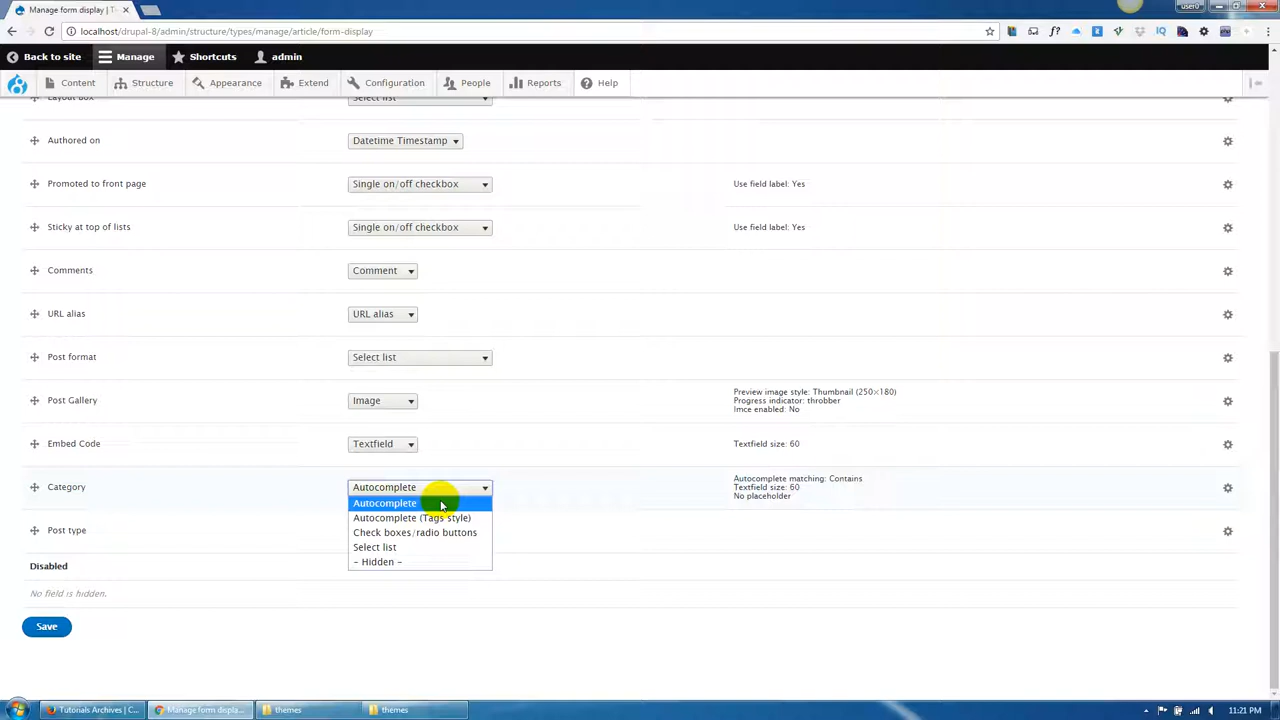 Manage form display | Te
user0
localhost/drupal-8/admin/structure/types/manage/article/form-display
Back to site Manage Shortcuts admin
Content Structure Appearance Extend Configuration People Reports Help
Layout Box Select list
Authored on Datetime Timestamp
Promoted to front page Single on/off checkbox Use field label: Yes
Sticky at top of lists Single on/off checkbox Use field label: Yes
Comments Comment
URL alias URL alias
Post format Select list
Post Gallery Image
Preview image style: Thumbnail (250×180)
Progress indicator: throbber
Imce enabled: No
Embed Code Textfield Textfield size: 60
Category Autocomplete
Autocomplete matching: Contains
Textfield size: 60
No placeholder
Autocomplete
Autocomplete (Tags style)
Check boxes/radio buttons
Select list
- Hidden -
Post type
Disabled
No field is hidden.
Save
Tutorials Archives | C... Manage form displa... themes themes 11:21 PM